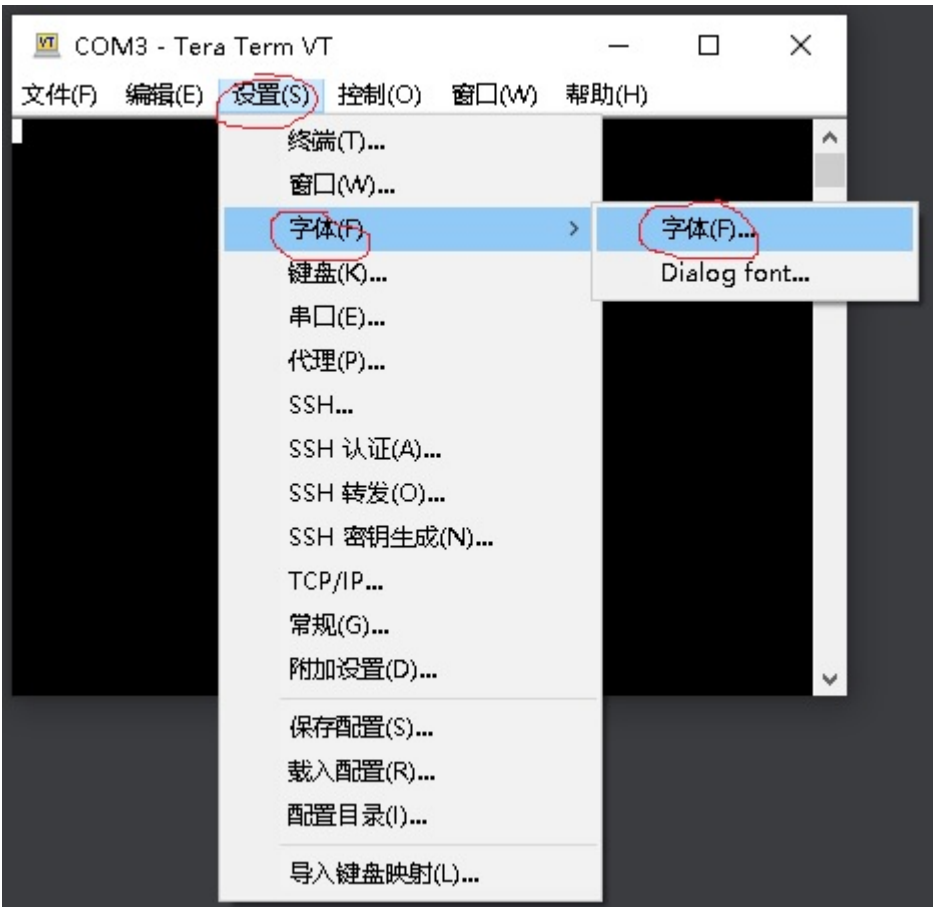 COM3 - Tera Term VT
文件(F) 编辑(E) 设置(S) 控制(O) 窗口(W) 帮助(H)
终端(T)...
窗口(W)...
字体(F)
字体(F)...
Dialog font...
键盘(K)...
串口(E)...
代理(P)...
SSH...
SSH 认证(A)...
SSH 转发(O)...
SSH 密钥生成(N)...
TCP/IP...
常规(G)...
附加设置(D)...
保存配置(S)...
载入配置(R)...
配置目录(I)...
导入键盘映射(L)...